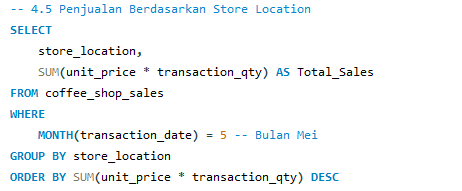 -- 4.5 Penjualan Berdasarkan Store Location
SELECT
    store_location,
    SUM(unit_price * transaction_qty) AS Total_Sales
FROM coffee_shop_sales
WHERE
    MONTH(transaction_date) = 5 -- Bulan Mei
GROUP BY store_location
ORDER BY SUM(unit_price * transaction_qty) DESC